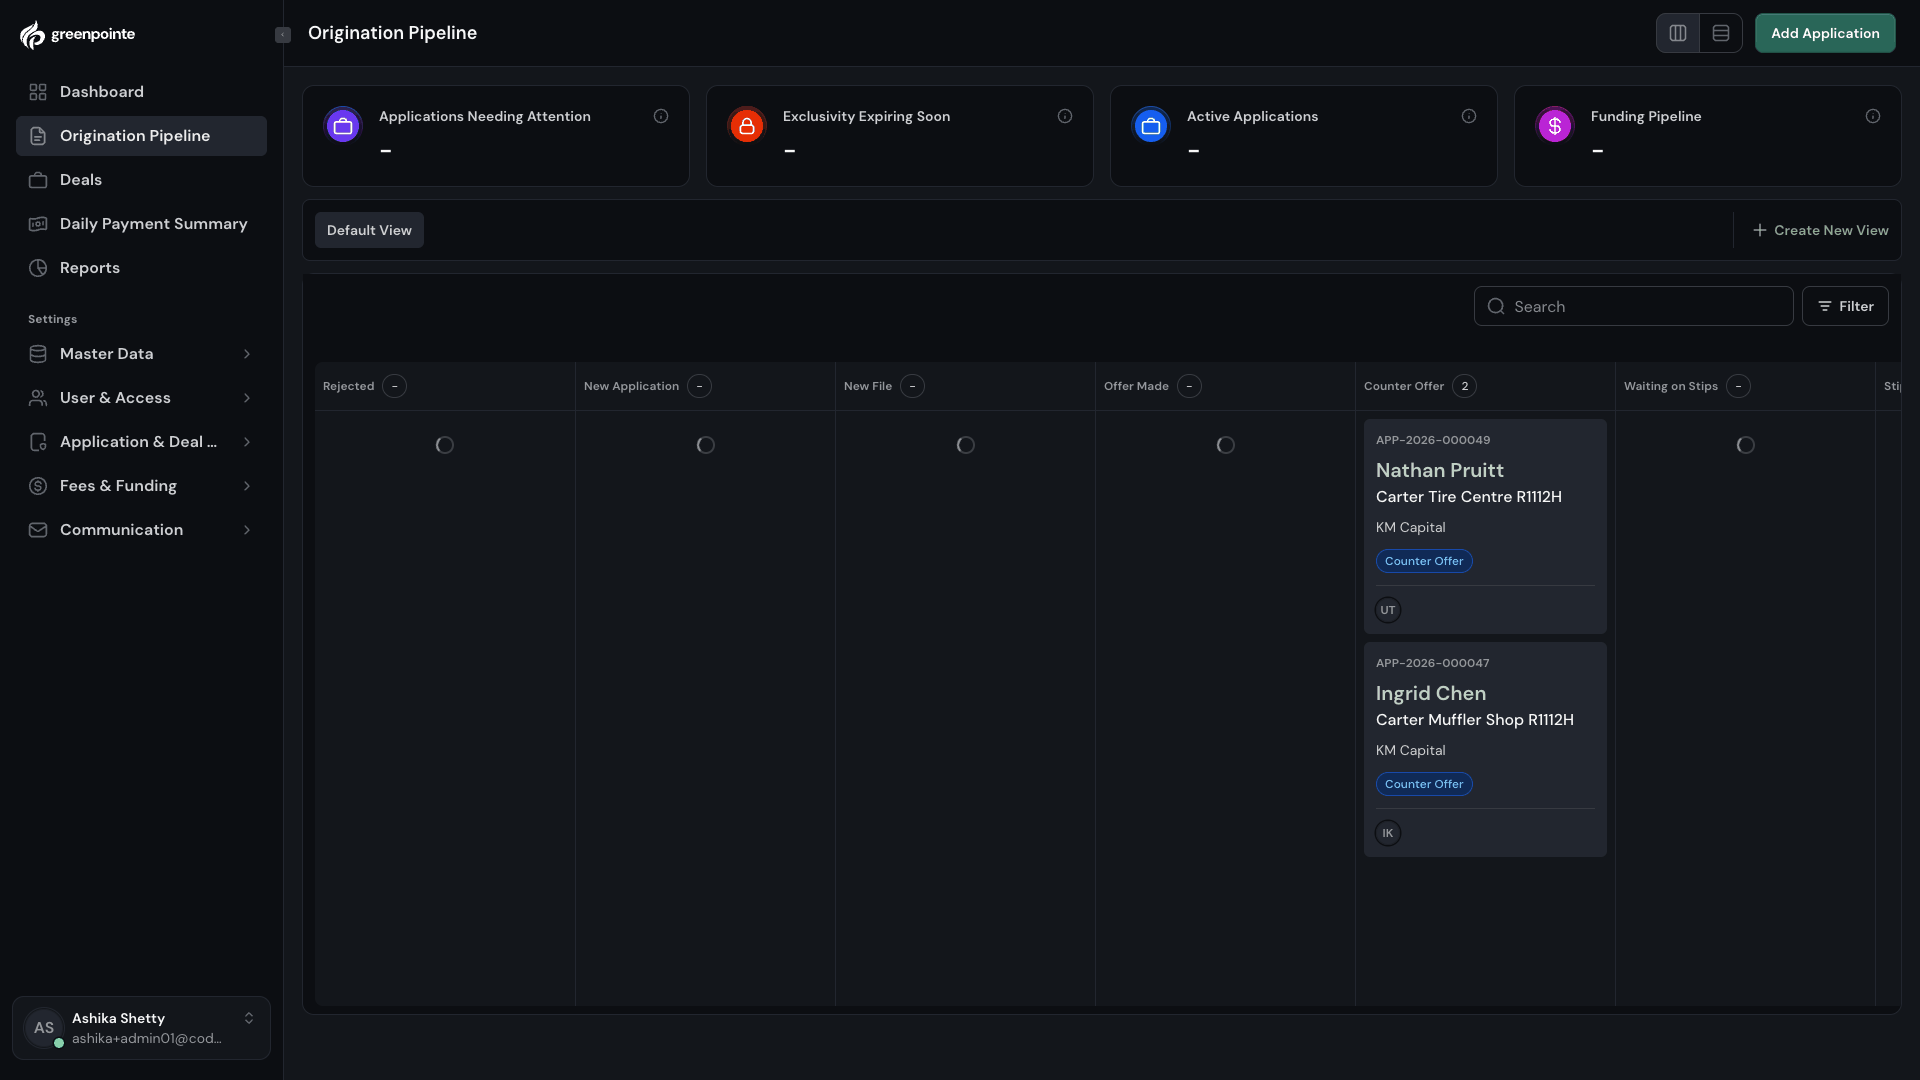 greenpointe
Dashboard
Origination Pipeline
Deals
Daily Payment Summary
Reports
Settings
Master Data
User & Access
Application & Deal ...
Fees & Funding
Communication
AS
Ashika Shetty
ashika+admin01@cod...
Origination Pipeline
Add Application
Applications Needing Attention
–
Exclusivity Expiring Soon
–
Active Applications
–
Funding Pipeline
–
Default View
Create New View
Search
Filter
Rejected -
New Application -
New File -
Offer Made -
Counter Offer 2
Waiting on Stips -
APP-2026-000049
Nathan Pruitt
Carter Tire Centre R1112H
KM Capital
Counter Offer
UT
APP-2026-000047
Ingrid Chen
Carter Muffler Shop R1112H
KM Capital
Counter Offer
IK